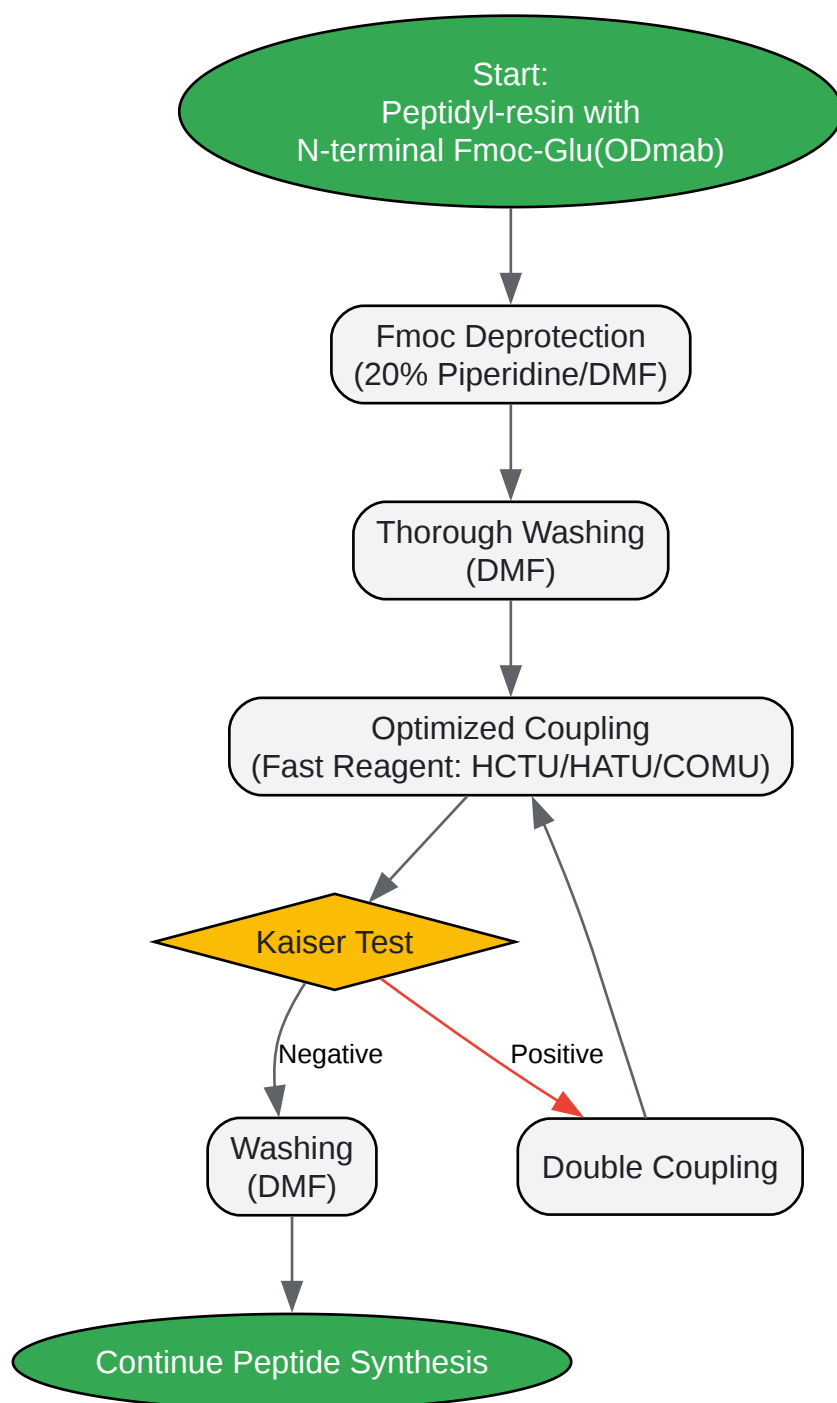 Start:
Peptidyl-resin with
N-terminal Fmoc-Glu(ODmab)
Fmoc Deprotection
(20% Piperidine/DMF)
Thorough Washing
(DMF)
Optimized Coupling
(Fast Reagent: HCTU/HATU/COMU)
Kaiser Test
Negative
Positive
Washing
(DMF)
Double Coupling
Continue Peptide Synthesis